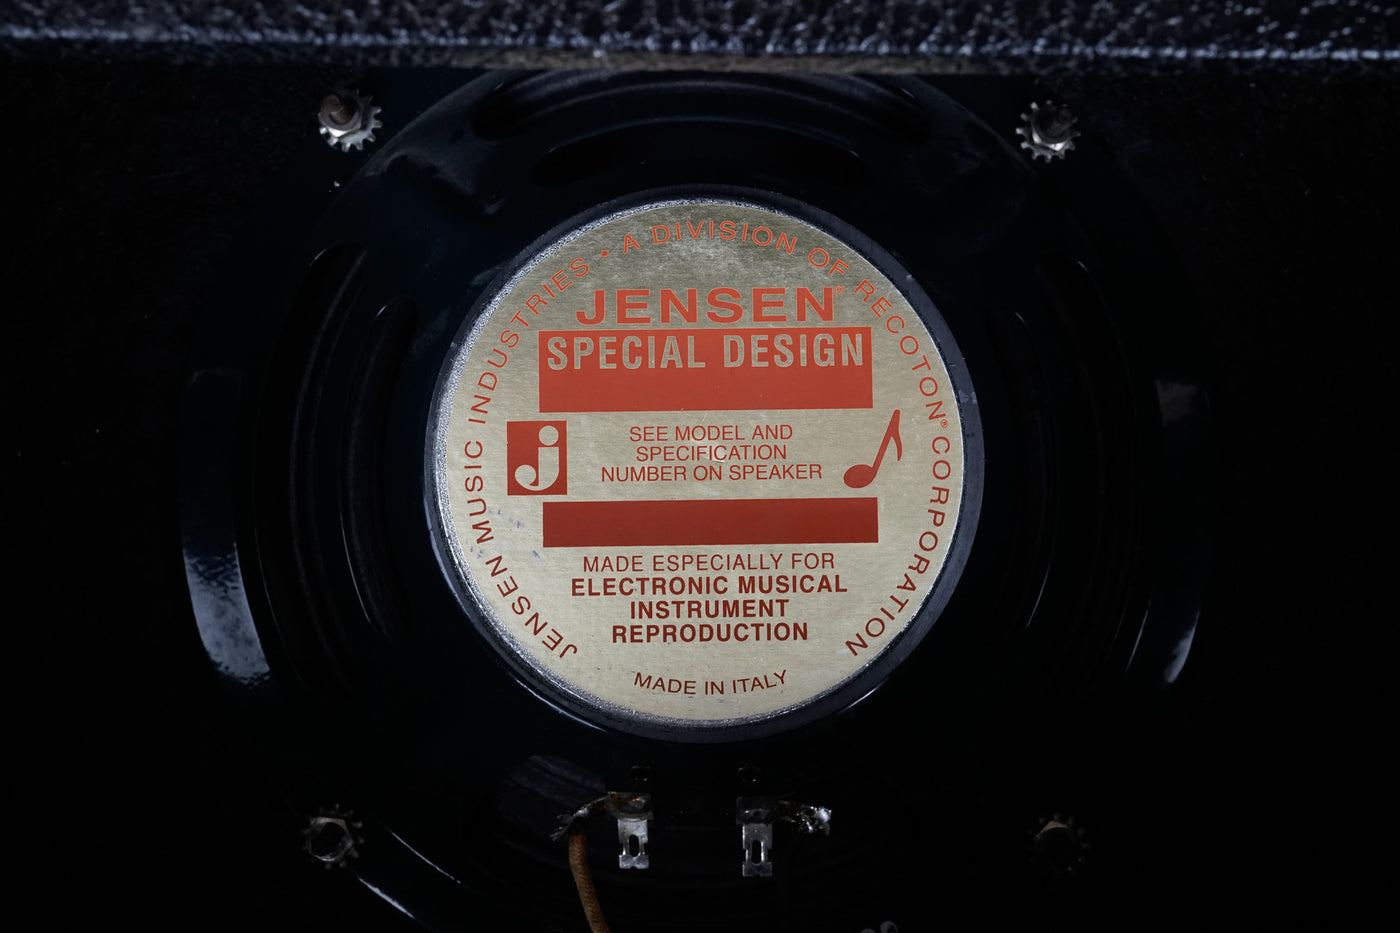 JENSEN MUSIC INDUSTRIES • A DIVISION OF RECOTON® CORPORATION
JENSEN®
SPECIAL DESIGN
j
SEE MODEL AND
SPECIFICATION
NUMBER ON SPEAKER
MADE ESPECIALLY FOR
ELECTRONIC MUSICAL
INSTRUMENT
REPRODUCTION
MADE IN ITALY